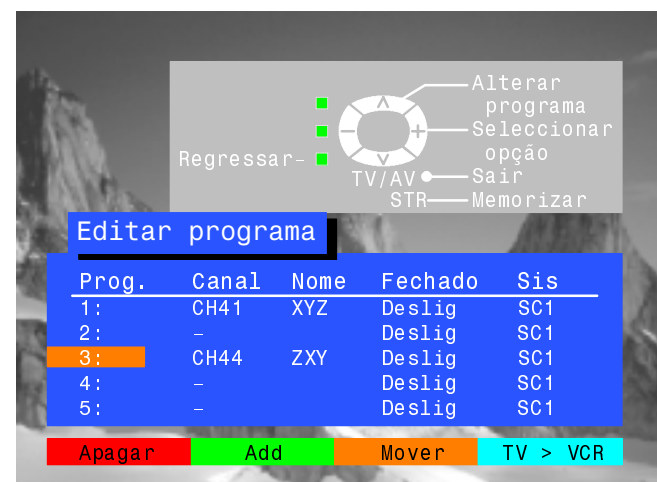 Alterar
programa
Seleccionar
Regressar-
opção
TV/AV Sair
STR Memorizar
Editar programa
Prog. Canal Nome Fechado Sis
1: CH41 XYZ Deslig SC1
2: – Deslig SC1
3: CH44 ZXY Deslig SC1
4: – Deslig SC1
5: – Deslig SC1
Apagar Add Mover TV > VCR